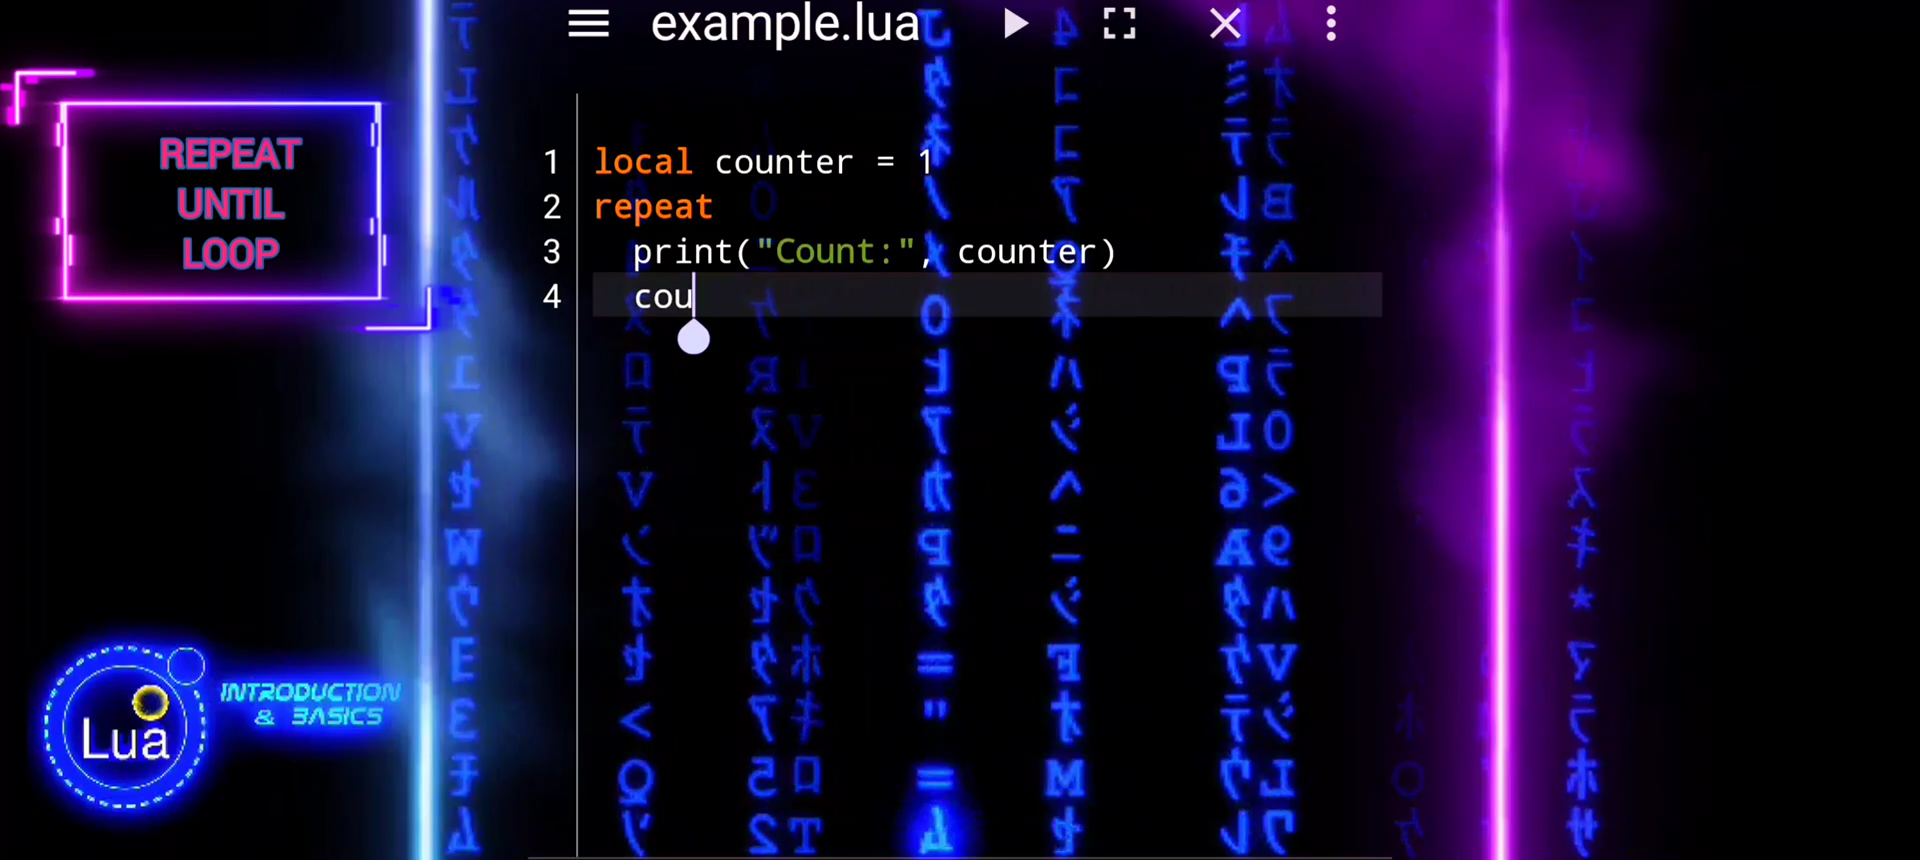 example.lua
REPEAT
UNTIL
LOOP
1 local counter = 1
2 repeat
3 print("Count:", counter)
4 cou
Lua
INTRODUCTION
& BASICS